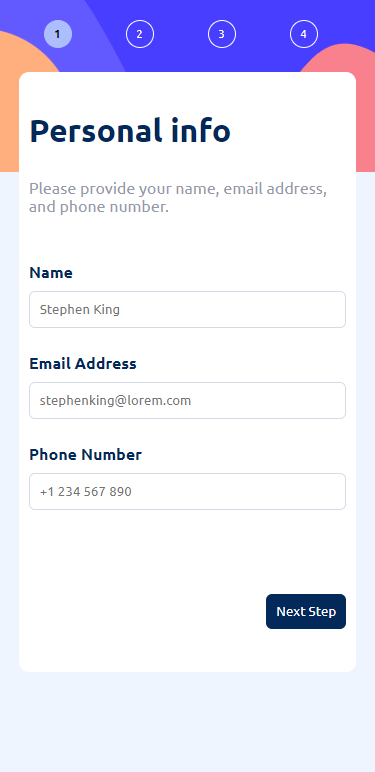 1 2 3 4
Personal info
Please provide your name, email address,
and phone number.
Name
Stephen King
Email Address
stephenking@lorem.com
Phone Number
+1 234 567 890
Next Step